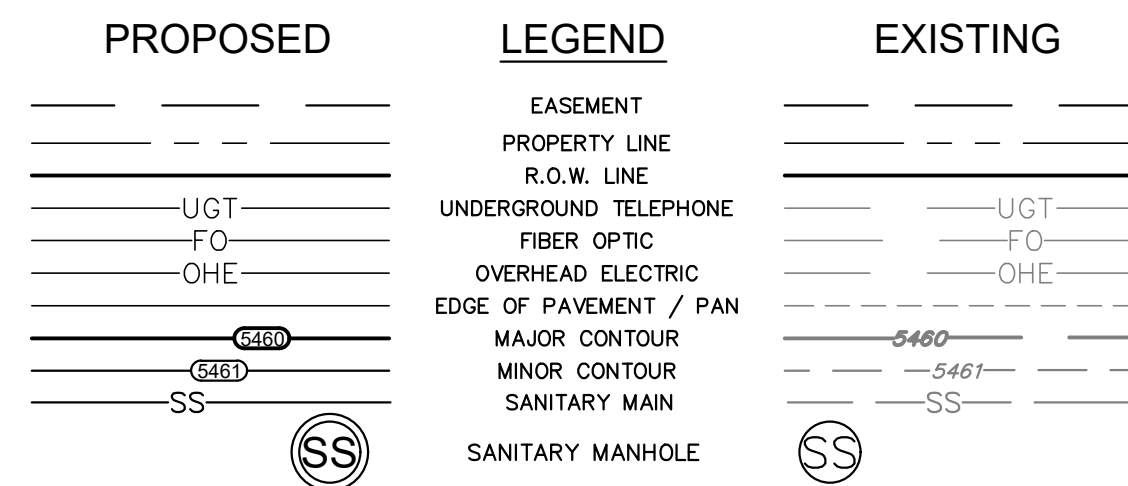 PROPOSED LEGEND EXISTING
EASEMENT
PROPERTY LINE
R.O.W. LINE
UGT UNDERGROUND TELEPHONE UGT
FO FIBER OPTIC FO
OHE OVERHEAD ELECTRIC OHE
EDGE OF PAVEMENT / PAN
5460 MAJOR CONTOUR 5460
5461 MINOR CONTOUR 5461
SS SANITARY MAIN SS
SS SANITARY MANHOLE SS